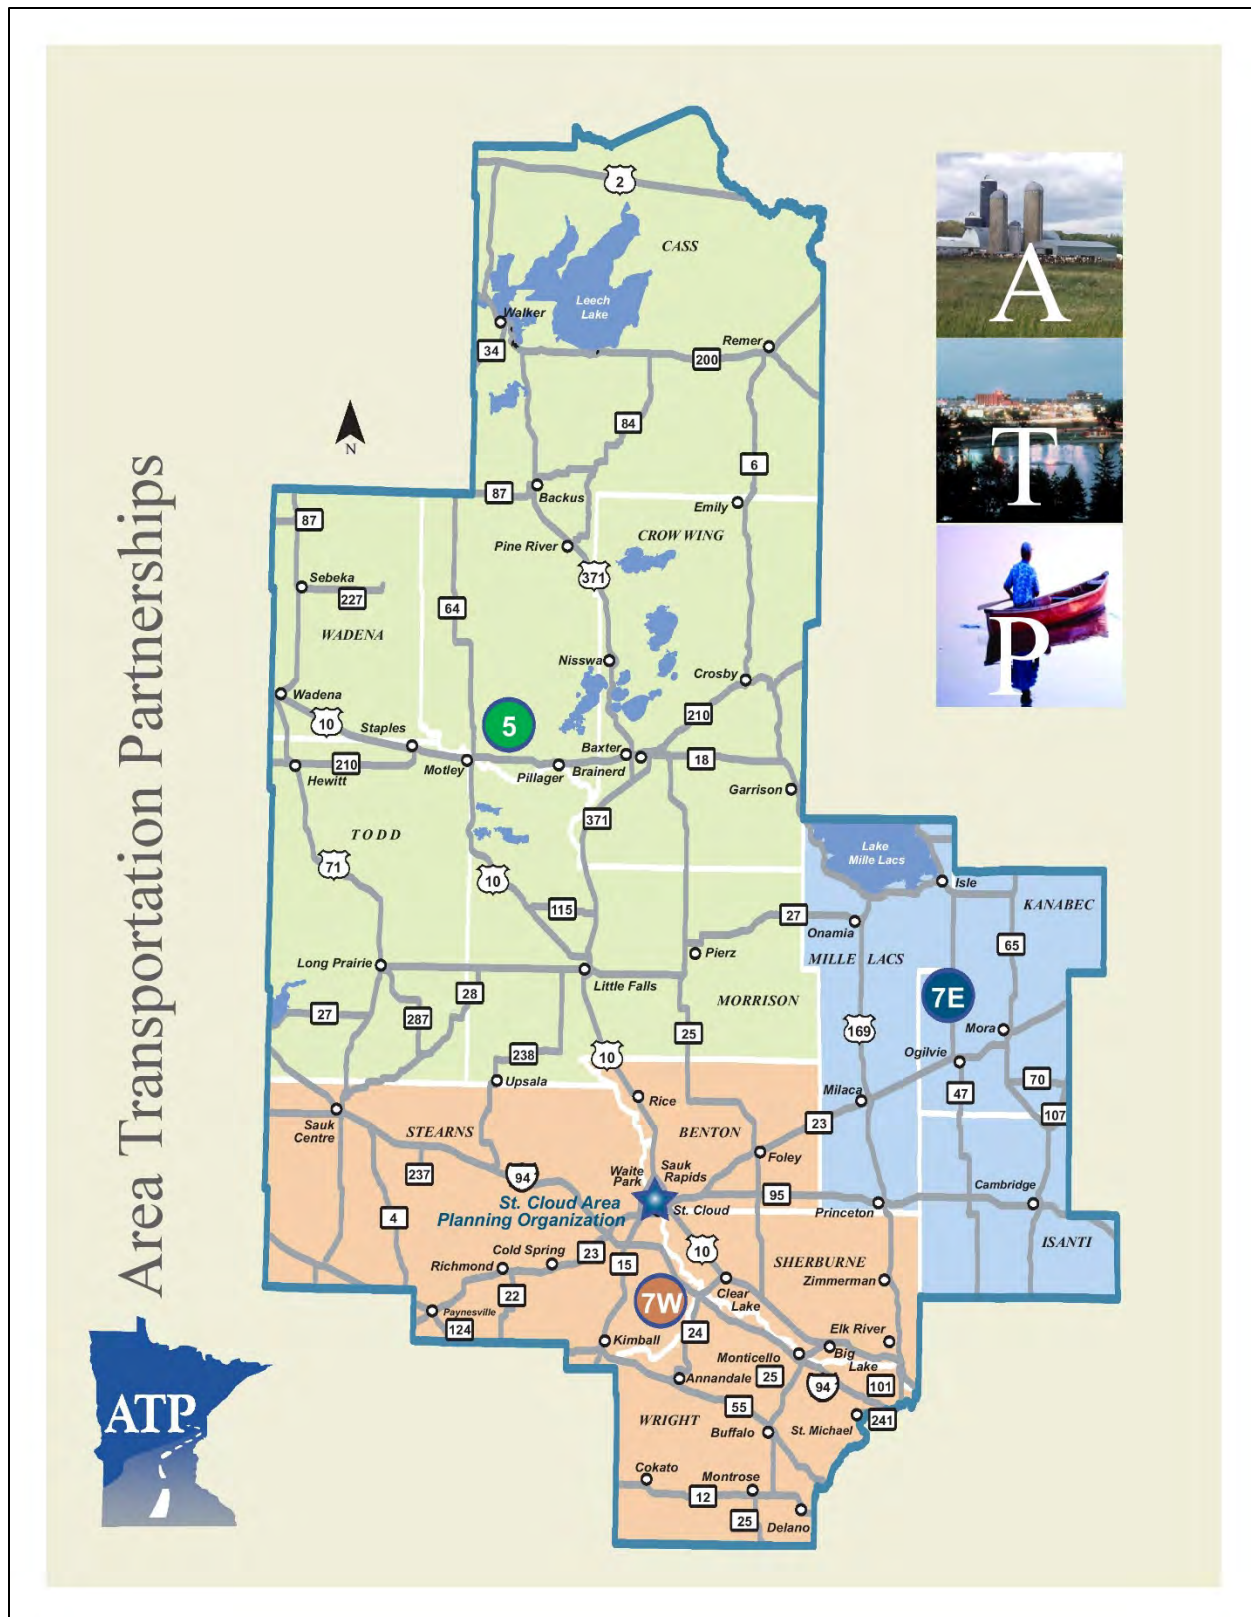 Area Transportation Partnerships
A
T
P
N
2
CASS
Leech
Lake
Walker
34
Remer
200
84
6
87
Backus
Emily
87
CROW WING
Pine River
371
Sebeka
227
64
WADENA
Nisswa
Crosby
Wadena
10
Staples
5
210
Baxter
Hewitt
210
Motley
Pillager
Brainerd
18
Garrison
371
TODD
71
10
Lake
Mille Lacs
Isle
KANABEC
115
27
Onamia
65
Pierz
MILLE LACS
Long Prairie
Little Falls
28
MORRISON
7E
27
287
Mora
169
25
238
10
Ogilvie
Upsala
70
Milaca
47
Rice
107
Sauk
Centre
STEARNS
BENTON
23
Foley
Waite
Park
Sauk
Rapids
237
94
Cambridge
95
St. Cloud Area
Planning Organization
St. Cloud
Princeton
4
ISANTI
Cold Spring
23
10
SHERBURNE
Richmond
15
Zimmerman
22
7W
Clear
Lake
Paynesville
124
24
Elk River
Kimball
Monticello
Big
Lake
Annandale
25
94
101
55
WRIGHT
Buffalo
St. Michael
241
Cokato
Montrose
12
25
Delano
ATP